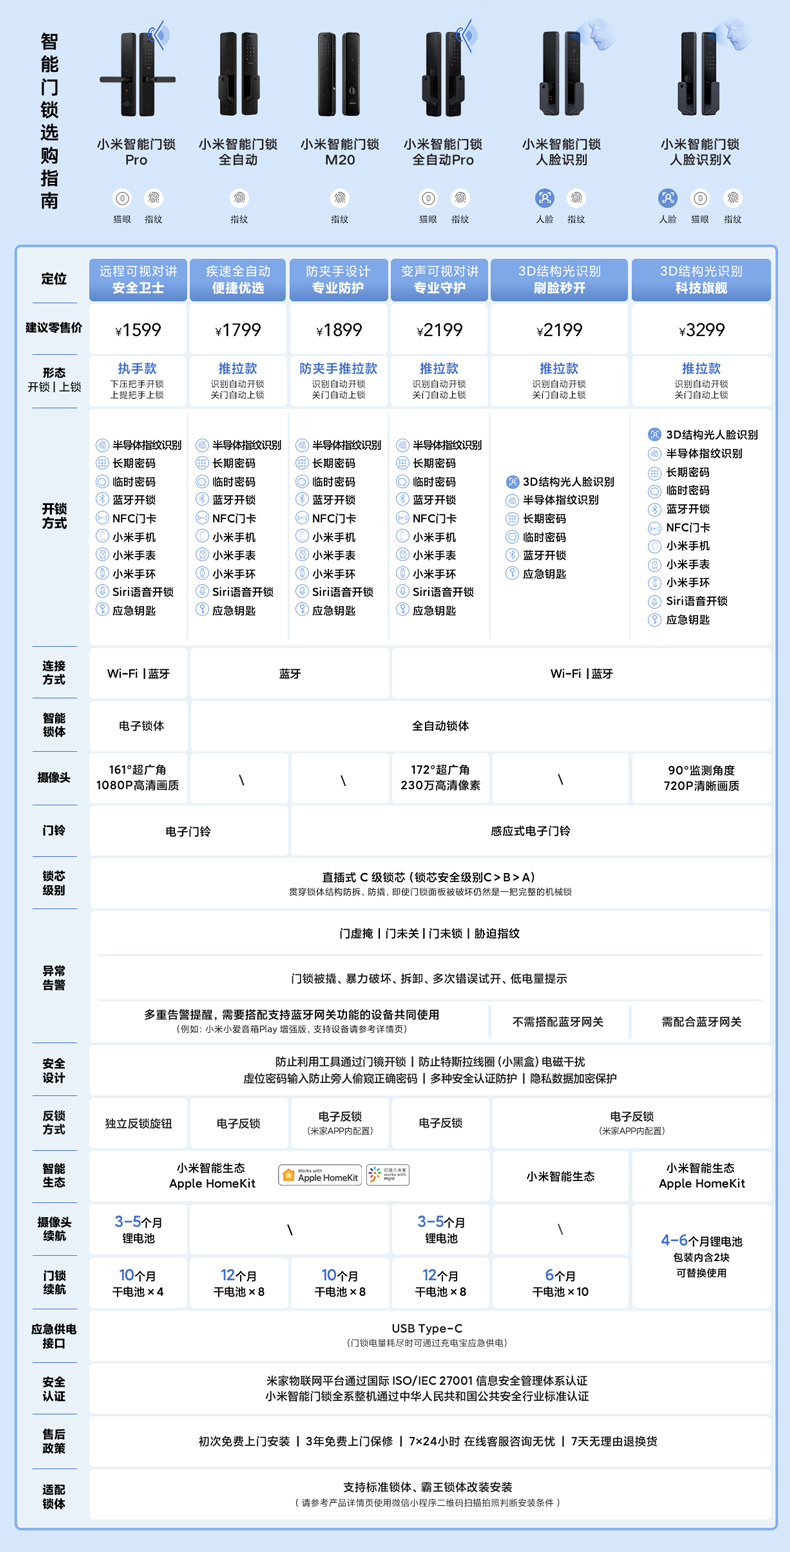 智能门锁选购指南
小米智能门锁
Pro
小米智能门锁
全自动
小米智能门锁
M20
小米智能门锁
全自动Pro
小米智能门锁
人脸识别
小米智能门锁
人脸识别X
猫眼 指纹
指纹
指纹
猫眼 指纹
人脸 指纹
人脸 猫眼 指纹
定位
远程可视对讲
安全卫士
疾速全自动
便捷优选
防夹手设计
专业防护
变声可视对讲
专业守护
3D结构光识别
刷脸秒开
3D结构光识别
科技旗舰
建议零售价
¥1599
¥1799
¥1899
¥2199
¥2199
¥3299
形态
开锁 | 上锁
执手款
下压把手开锁
上提把手上锁
推拉款
识别自动开锁
关门自动上锁
防夹手推拉款
识别自动开锁
关门自动上锁
推拉款
识别自动开锁
关门自动上锁
推拉款
识别自动开锁
关门自动上锁
推拉款
识别自动开锁
关门自动上锁
开锁
方式
半导体指纹识别
长期密码
临时密码
蓝牙开锁
NFC门卡
小米手机
小米手表
小米手环
Siri语音开锁
应急钥匙
半导体指纹识别
长期密码
临时密码
蓝牙开锁
NFC门卡
小米手机
小米手表
小米手环
Siri语音开锁
应急钥匙
半导体指纹识别
长期密码
临时密码
蓝牙开锁
NFC门卡
小米手机
小米手表
小米手环
Siri语音开锁
应急钥匙
半导体指纹识别
长期密码
临时密码
蓝牙开锁
NFC门卡
小米手机
小米手表
小米手环
Siri语音开锁
应急钥匙
3D结构光人脸识别
半导体指纹识别
长期密码
临时密码
蓝牙开锁
应急钥匙
3D结构光人脸识别
半导体指纹识别
长期密码
临时密码
蓝牙开锁
NFC门卡
小米手机
小米手表
小米手环
Siri语音开锁
应急钥匙
连接
方式
Wi-Fi | 蓝牙
蓝牙
Wi-Fi | 蓝牙
智能
锁体
电子锁体
全自动锁体
摄像头
161°超广角
1080P高清画质
\
\
172°超广角
230万高清像素
\
90°监测角度
720P清晰画质
门铃
电子门铃
感应式电子门铃
锁芯
级别
直插式 C 级锁芯（锁芯安全级别C>B>A）
贯穿锁体结构防拆、防撬，即使门锁面板被破坏仍然是一把完整的机械锁
异常
告警
门虚掩 | 门未关 | 门未锁 | 胁迫指纹
门锁被撬、暴力破坏、拆卸、多次错误试开、低电量提示
多重告警提醒，需要搭配支持蓝牙网关功能的设备共同使用
（例如：小米小爱音箱Play 增强版，支持设备请参考详情页）
不需搭配蓝牙网关
需配合蓝牙网关
安全
设计
防止利用工具通过门镜开锁 | 防止特斯拉线圈（小黑盒）电磁干扰
虚位密码输入防止旁人偷窥正确密码 | 多种安全认证防护 | 隐私数据加密保护
反锁
方式
独立反锁旋钮
电子反锁
电子反锁
（米家APP内配置）
电子反锁
电子反锁
（米家APP内配置）
智能
生态
小米智能生态
Apple HomeKit
Works with
Apple HomeKit
已接入米家
works with
mijia
小米智能生态
小米智能生态
Apple HomeKit
摄像头
续航
3-5个月
锂电池
\
3-5个月
锂电池
\
4-6个月锂电池
包装内含2块
可替换使用
门锁
续航
10个月
干电池 × 4
12个月
干电池 × 8
10个月
干电池 × 8
12个月
干电池 × 8
6个月
干电池 × 10
应急供电
接口
USB Type-C
（门锁电量耗尽时可通过充电宝应急供电）
安全
认证
米家物联网平台通过国际 ISO/IEC 27001 信息安全管理体系认证
小米智能门锁全系整机通过中华人民共和国公共安全行业标准认证
售后
政策
初次免费上门安装 | 3年免费上门保修 | 7×24小时 在线客服咨询无忧 | 7天无理由退换货
适配
锁体
支持标准锁体、霸王锁体改装安装
（ 请参考产品详情页使用微信小程序二维码扫描拍照判断安装条件 ）